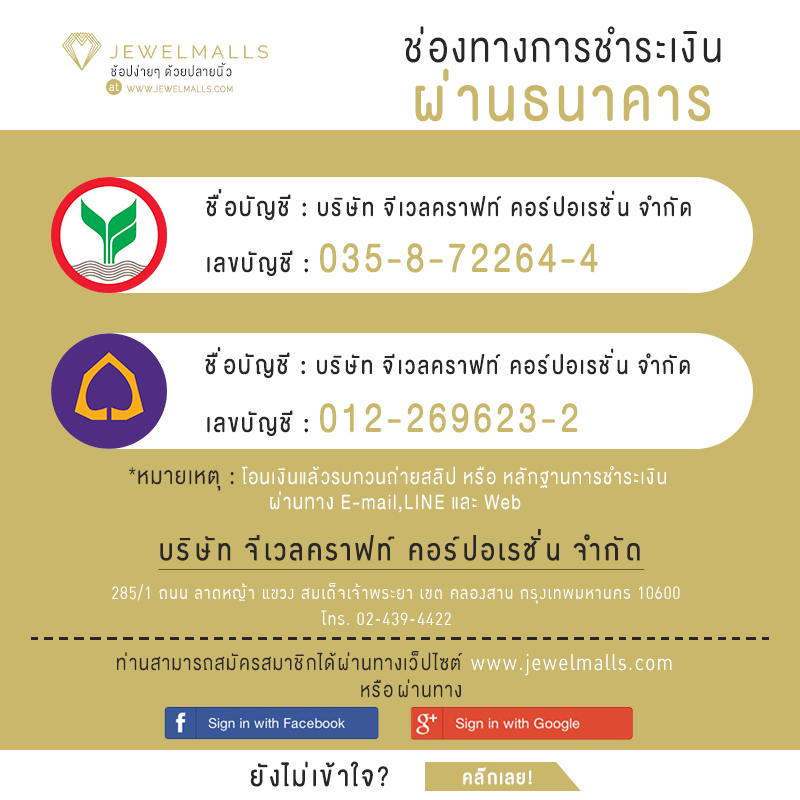 JEWELMALLS
ช้อปง่ายๆ ด้วยปลายนิ้ว
at WWW.JEWELMALLS.COM
ช่องทางการชำระเงิน
ผ่านธนาคาร
ชื่อบัญชี : บริษัท จีเวลคราฟท์ คอร์ปอเรชั่น จำกัด
เลขบัญชี : 035-8-72264-4
ชื่อบัญชี : บริษัท จีเวลคราฟท์ คอร์ปอเรชั่น จำกัด
เลขบัญชี : 012-269623-2
*หมายเหตุ : โอนเงินแล้วรบกวนถ่ายสลิป หรือ หลักฐานการชำระเงิน
ผ่านทาง E-mail,LINE และ Web
บริษัท จีเวลคราฟท์ คอร์ปอเรชั่น จำกัด
285/1 ถนน ลาดหญ้า แขวง สมเด็จเจ้าพระยา เขต คลองสาน กรุงเทพมหานคร 10600
โทร. 02-439-4422
ท่านสามารถสมัครสมาชิกได้ผ่านทางเว็ปไซต์ www.jewelmalls.com
หรือ ผ่านทาง
f Sign in with Facebook
g+ Sign in with Google
ยังไม่เข้าใจ?
คลิ๊กเลย!